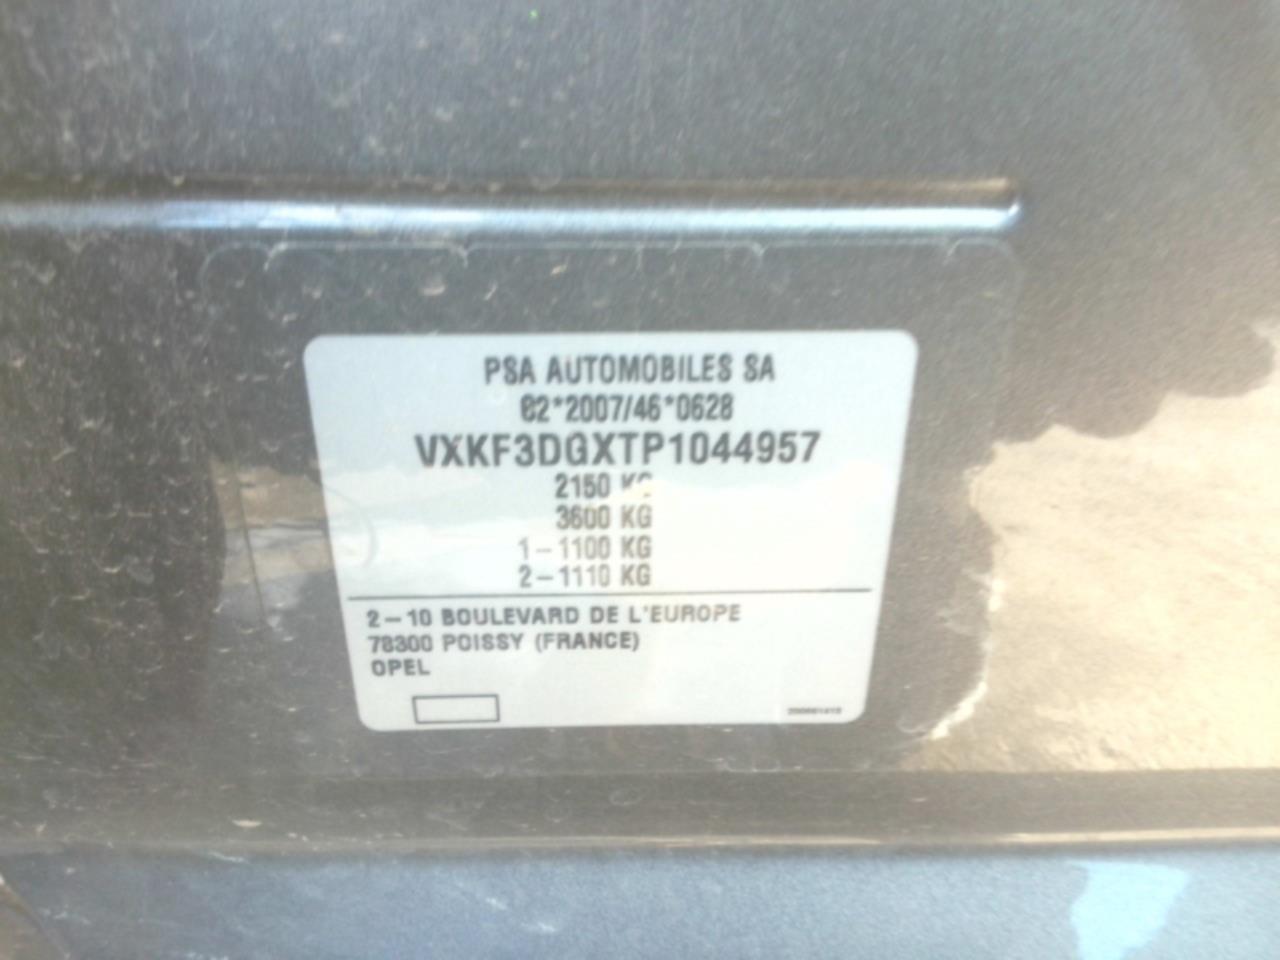 PSA AUTOMOBILES SA
e2*2007/46*0628
VXKF3DGXTP1044957
2150 KG
3600 KG
1-1100 KG
2-1110 KG
2-10 BOULEVARD DE L'EUROPE
78300 POISSY (FRANCE)
OPEL